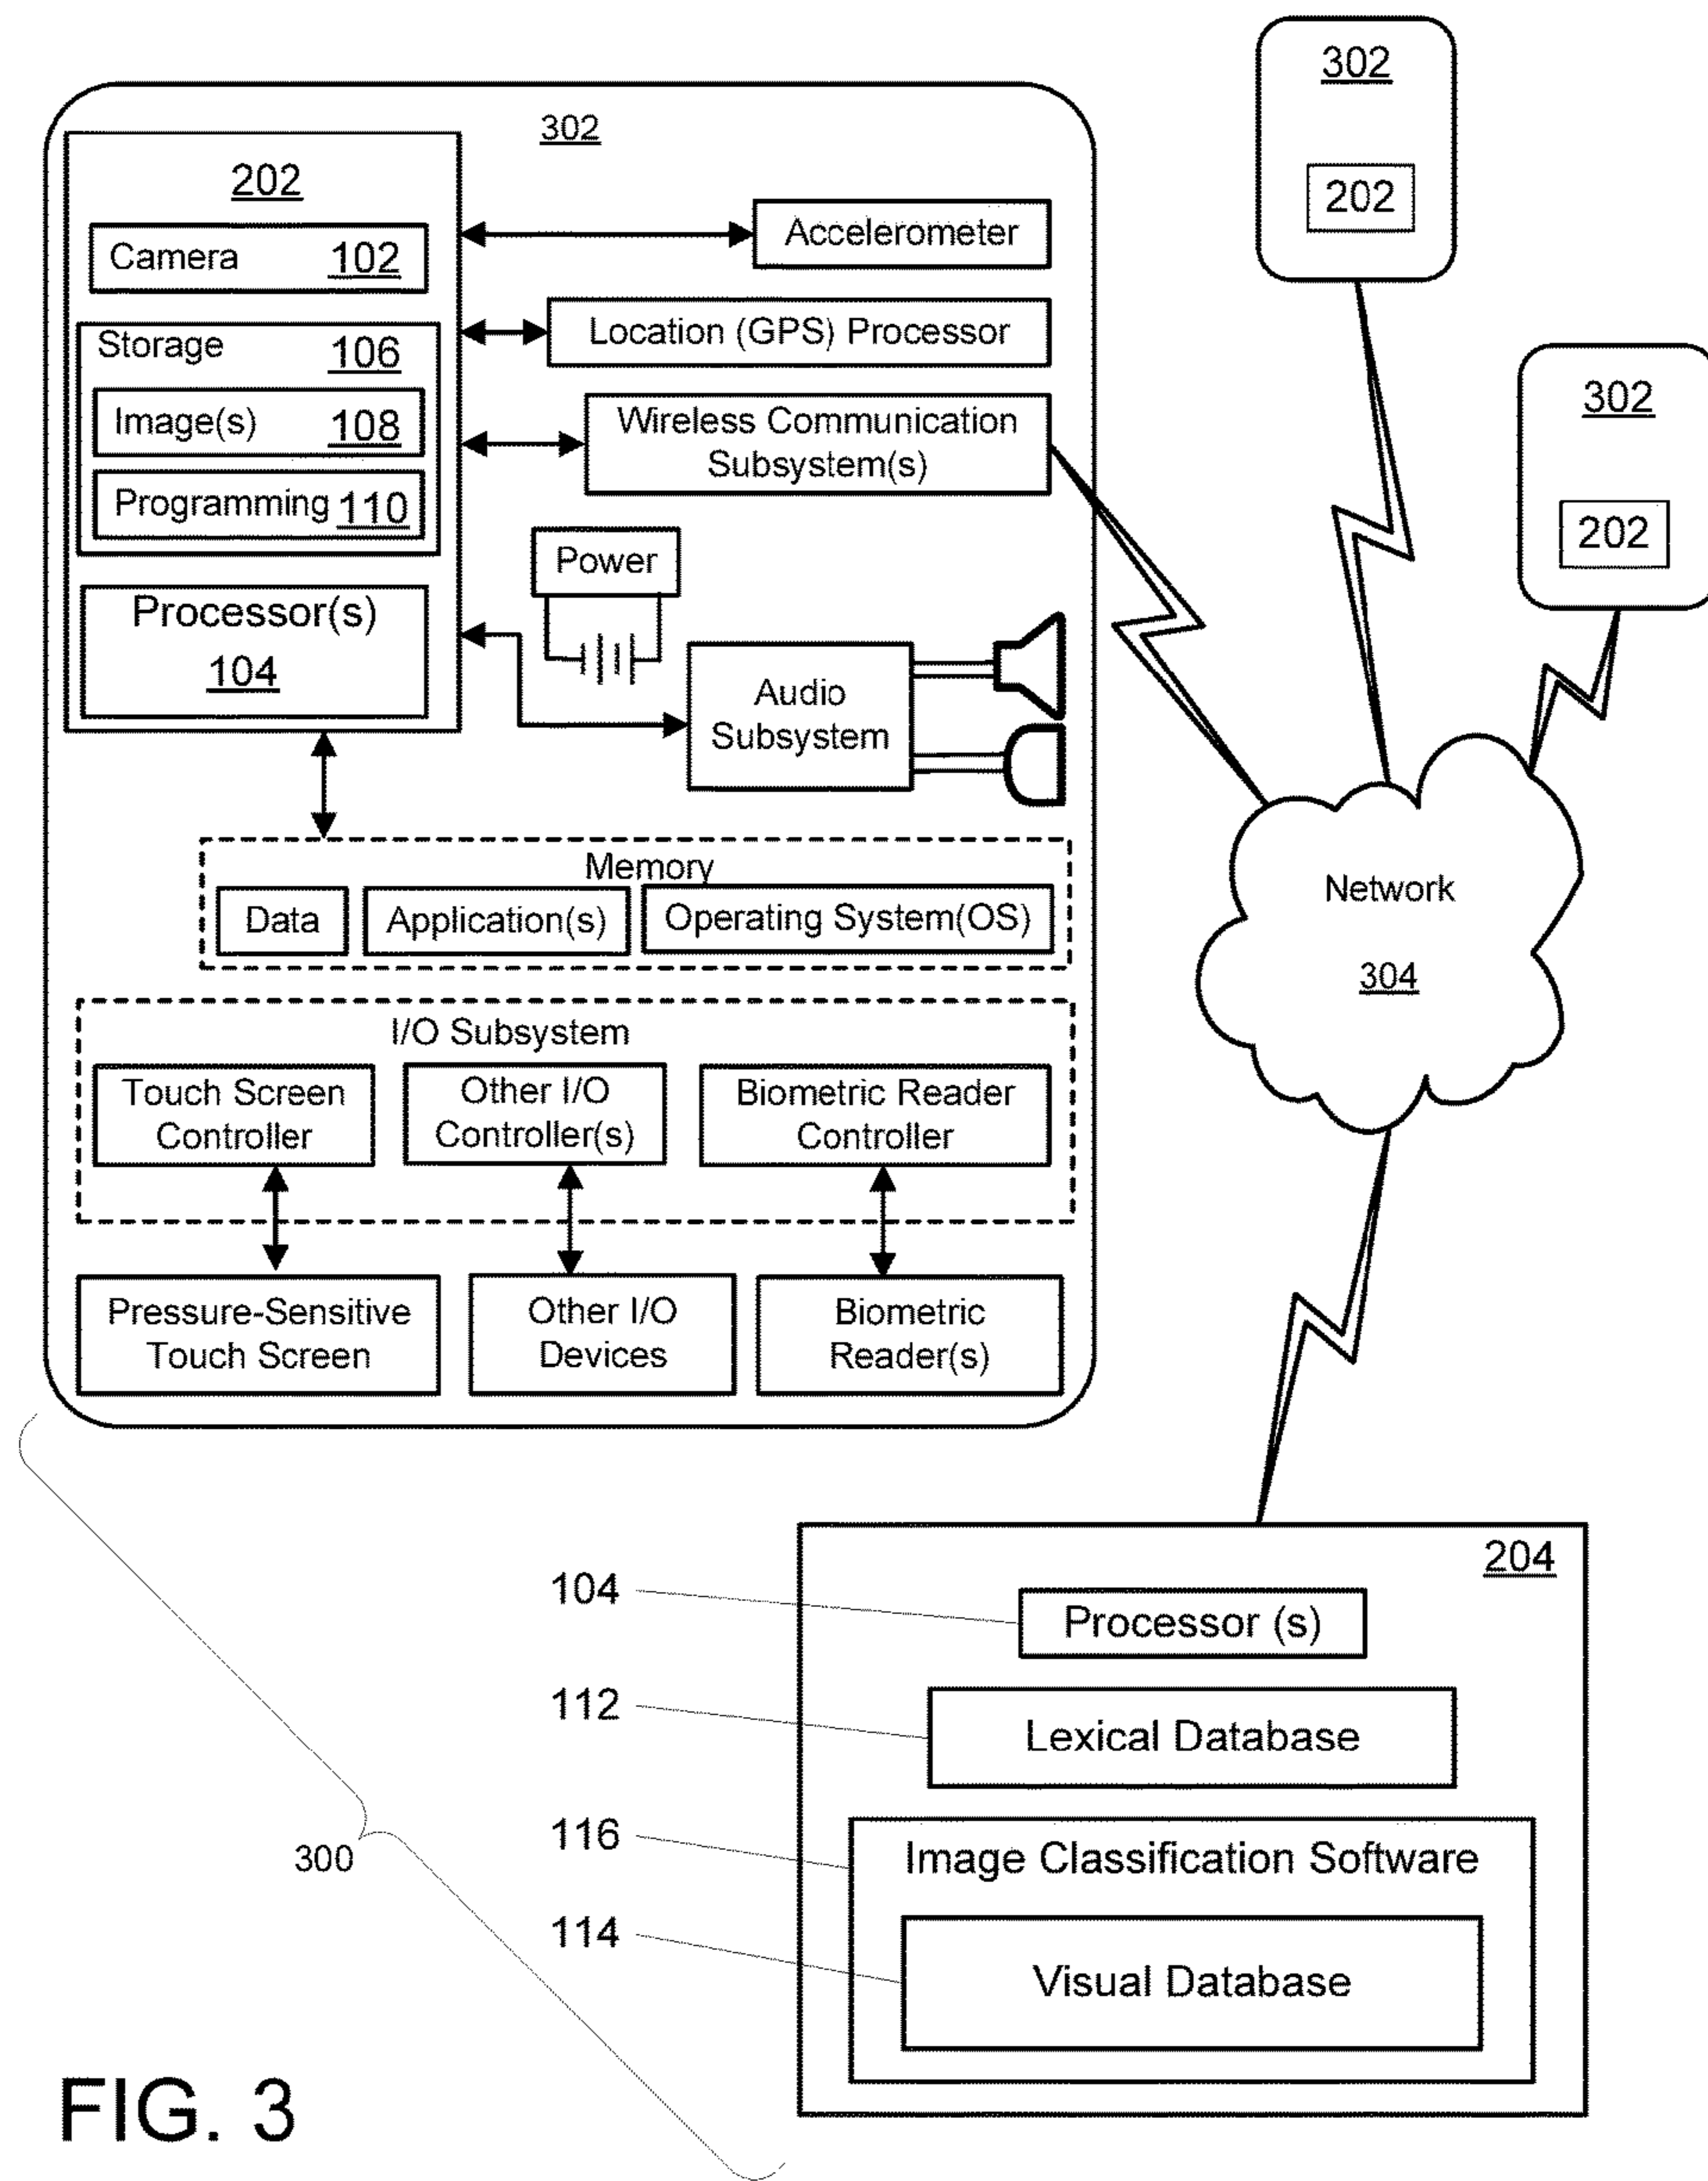 302
202
Camera 102
Storage 106
Image(s) 108
Programming 110
Processor(s)
104
Accelerometer
Location (GPS) Processor
Wireless Communication
Subsystem(s)
Power
Audio
Subsystem
Memory
Data
Application(s)
Operating System(OS)
I/O Subsystem
Touch Screen
Controller
Other I/O
Controller(s)
Biometric Reader
Controller
Pressure-Sensitive
Touch Screen
Other I/O
Devices
Biometric
Reader(s)
302
202
302
202
Network
304
300
204
104
Processor (s)
112
Lexical Database
116
Image Classification Software
114
Visual Database
FIG. 3